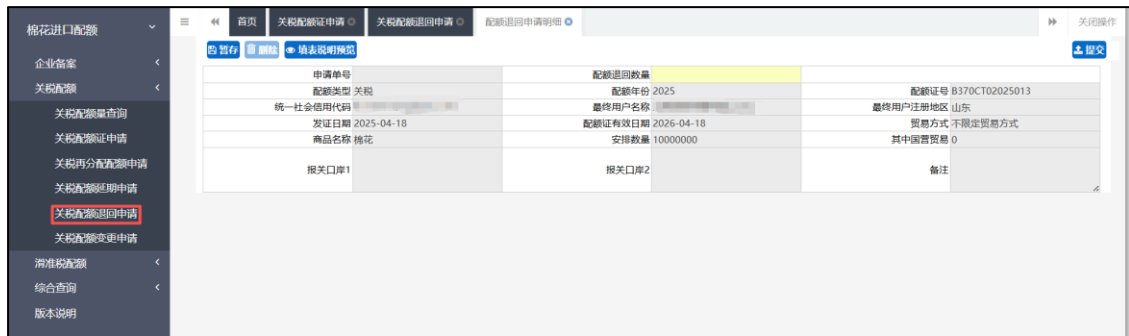 棉花进口配额
企业备案
关税配额
关税配额量查询
关税配额证申请
关税再分配配额申请
关税配额延期申请
关税配额退回申请
关税配额变更申请
滑准税配额
综合查询
版本说明
首页 关税配额证申请 关税配额退回申请 配额退回申请明细 关闭操作
暂存 删除 填表说明预览 提交
申请单号 配额退回数量
配额类型 关税 配额年份 2025 配额证号 B370CT02025013
统一社会信用代码 最终用户名称 最终用户注册地区 山东
发证日期 2025-04-18 配额证有效日期 2026-04-18 贸易方式 不限定贸易方式
商品名称 棉花 安排数量 10000000 其中国营贸易 0
报关口岸1 报关口岸2 备注